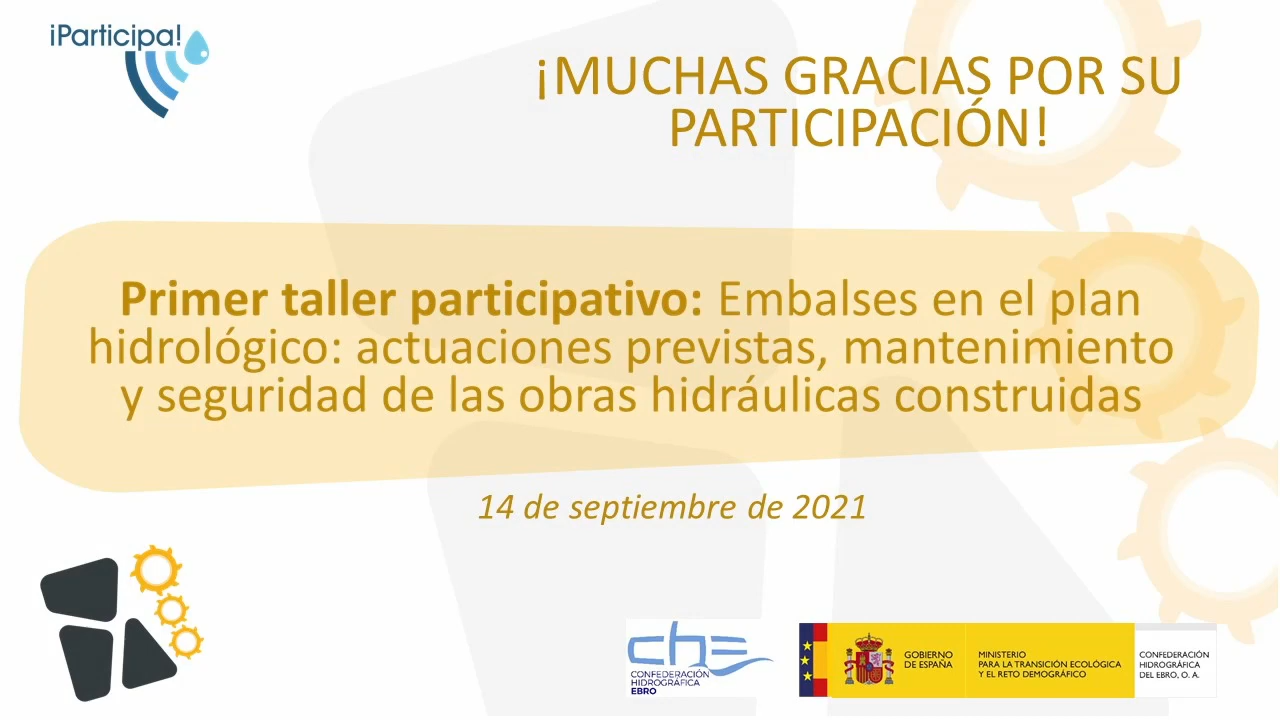 ¡Participa!
¡MUCHAS GRACIAS POR SU
PARTICIPACIÓN!
Primer taller participativo: Embalses en el plan
hidrológico: actuaciones previstas, mantenimiento
y seguridad de las obras hidráulicas construidas
14 de septiembre de 2021
che
CONFEDERACIÓN
HIDROGRÁFICA
EBRO
GOBIERNO
DE ESPAÑA
MINISTERIO
PARA LA TRANSICIÓN ECOLÓGICA
Y EL RETO DEMOGRÁFICO
CONFEDERACIÓN
HIDROGRÁFICA
DEL EBRO, O. A.